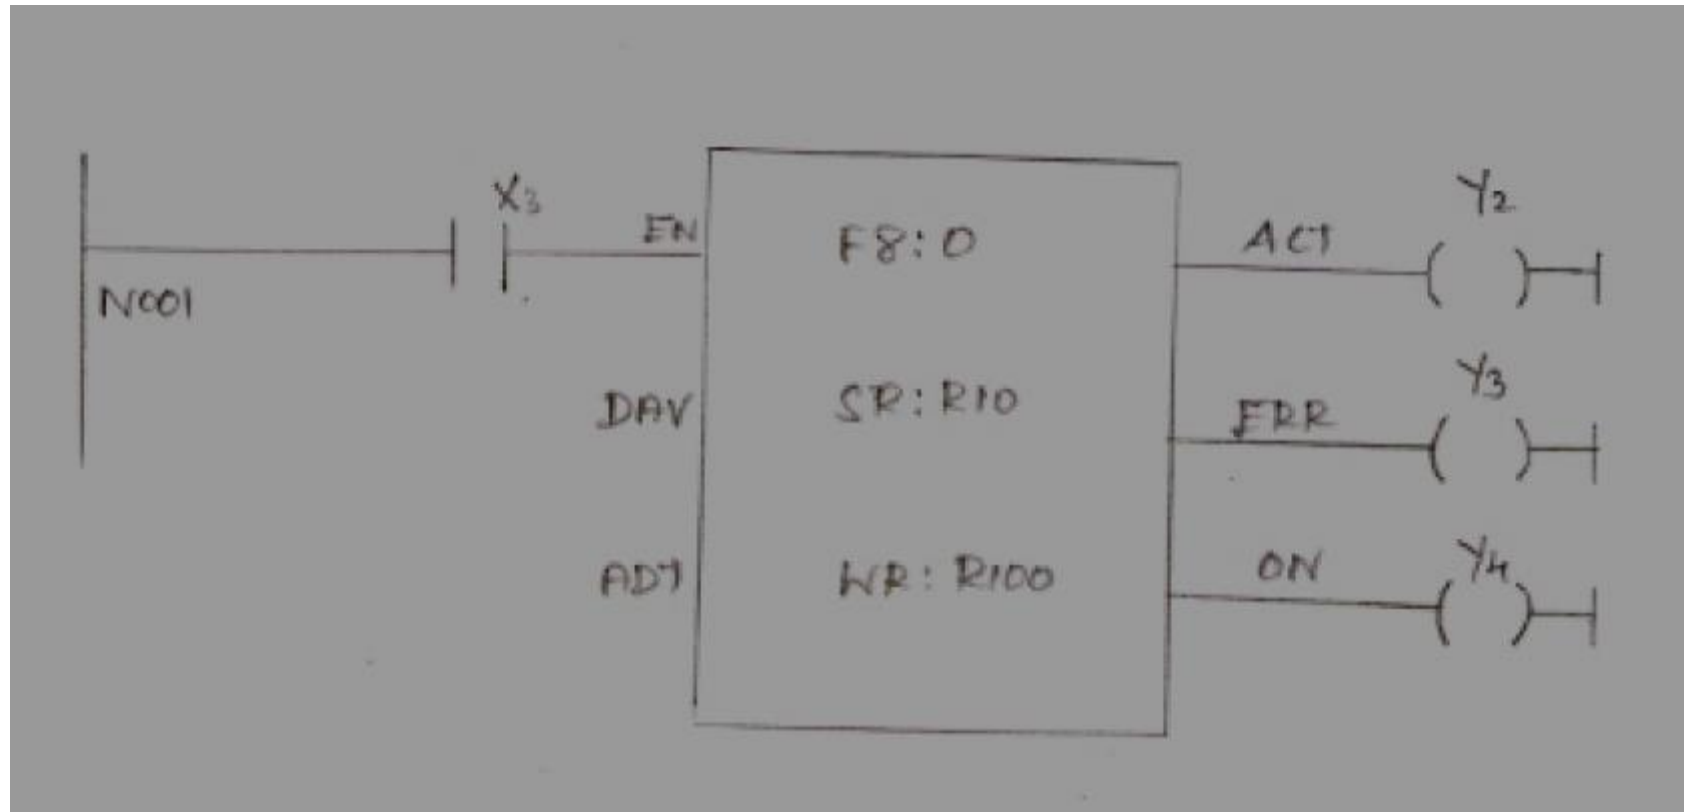 X3
EN
F8:0
ACT
Y2
N001
DAV
SR:R10
ERR
Y3
ADT
WR:R100
ON
Y4